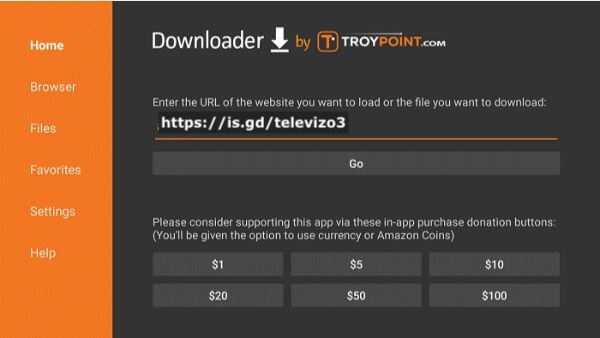 Home
Browser
Files
Favorites
Settings
Help
Downloader by TROYPOINT.COM
Enter the URL of the website you want to load or the file you want to download:
https://is.gd/televizo3
Go
Please consider supporting this app via these in-app purchase donation buttons:
(You'll be given the option to use currency or Amazon Coins)
$1 $5 $10
$20 $50 $100